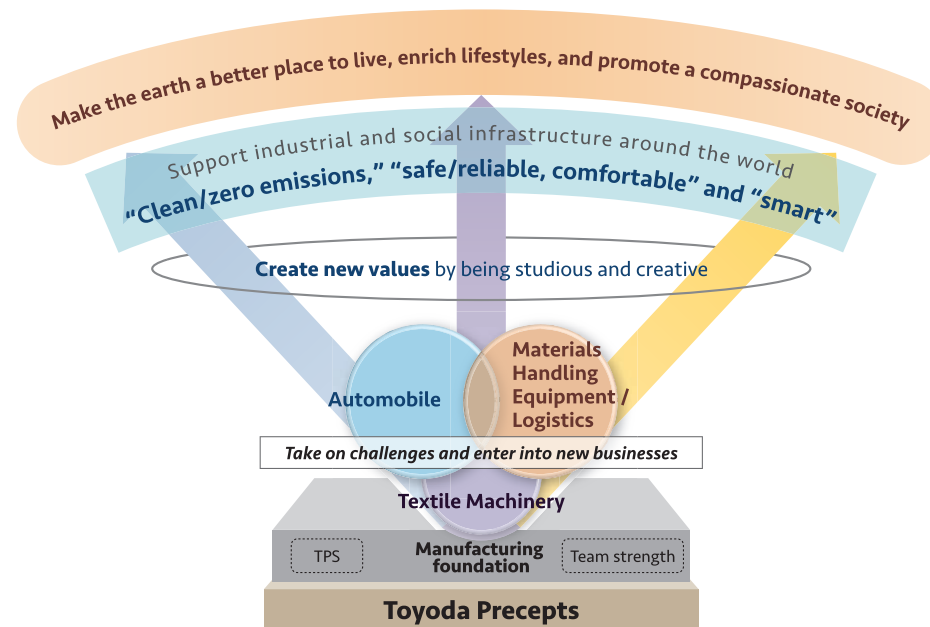 Make the earth a better place to live, enrich lifestyles, and promote a compassionate society
Support industrial and social infrastructure around the world
“Clean/zero emissions,” “safe/reliable, comfortable” and “smart”
Create new values by being studious and creative
Automobile
Materials
Handling
Equipment /
Logistics
Take on challenges and enter into new businesses
Textile Machinery
TPS
Manufacturing
foundation
Team strength
Toyoda Precepts